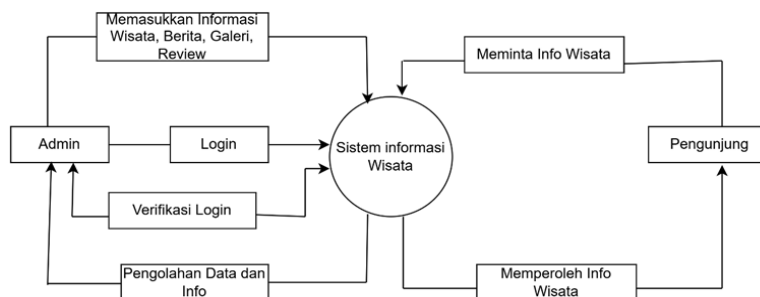 Memasukkan Informasi
Wisata, Berita, Galeri,
Review
Meminta Info Wisata
Admin
Login
Sistem informasi
Wisata
Pengunjung
Verifikasi Login
Pengolahan Data dan
Info
Memperoleh Info
Wisata